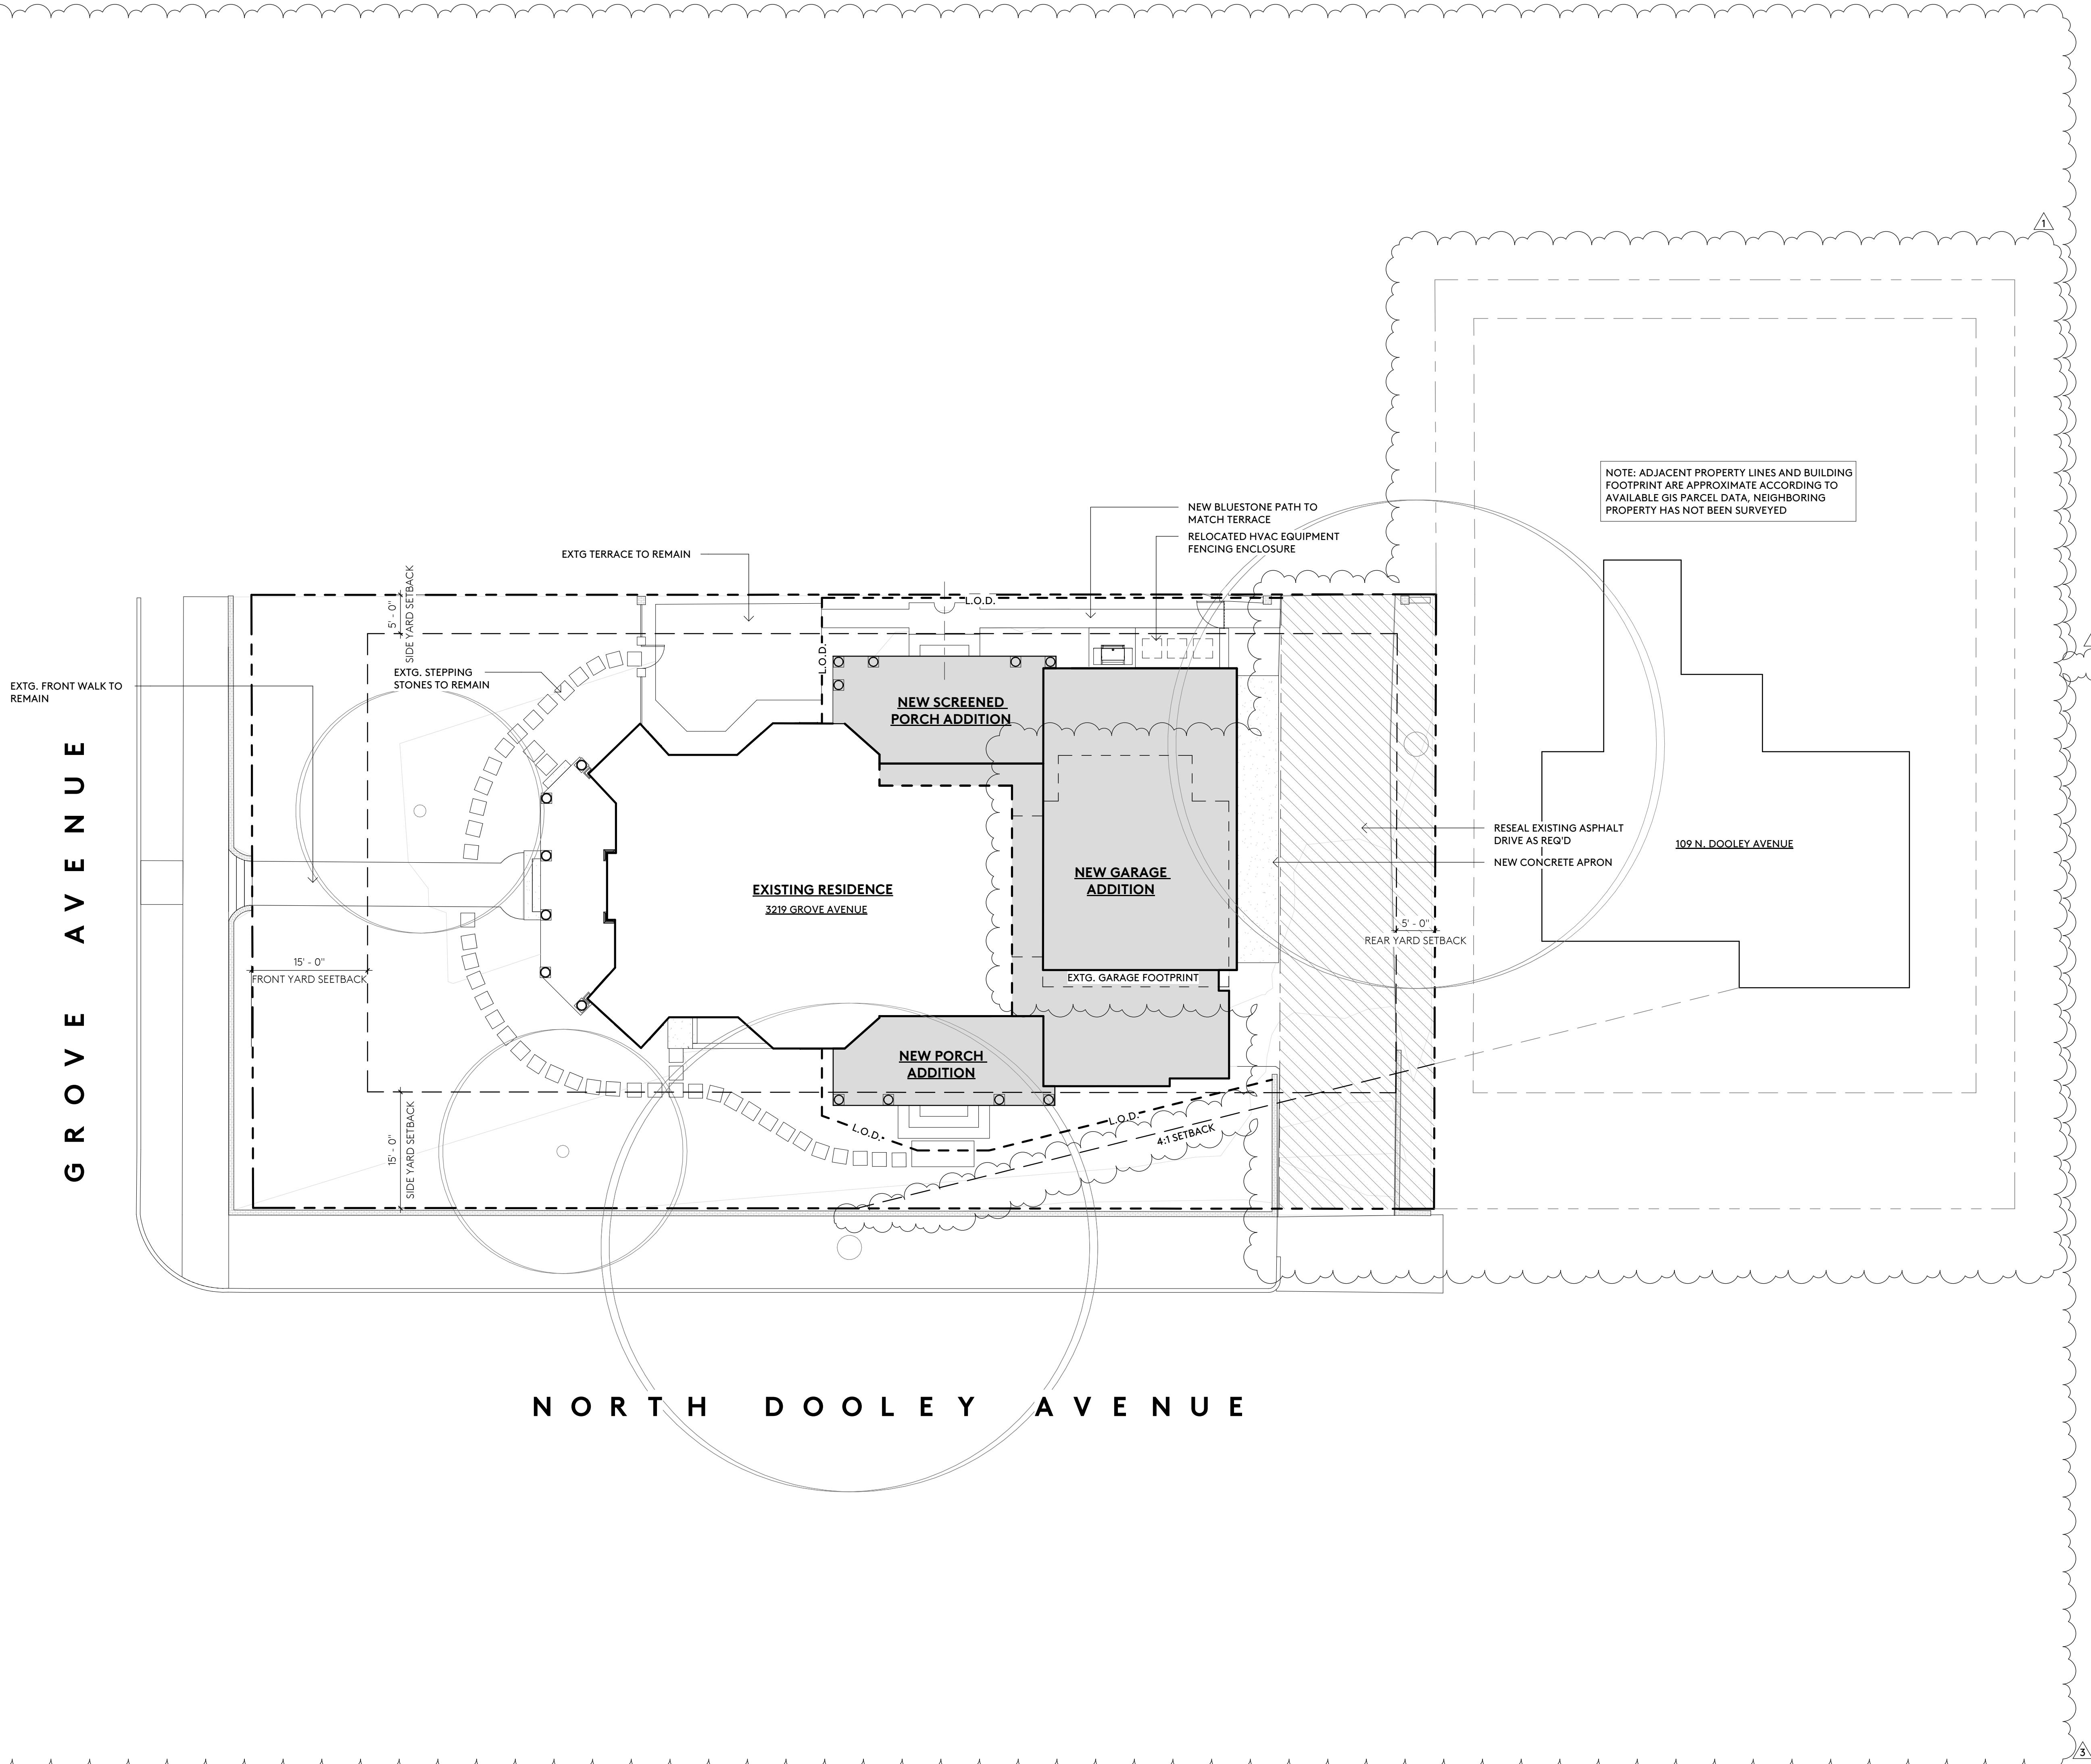 1
NOTE: ADJACENT PROPERTY LINES AND BUILDING
FOOTPRINT ARE APPROXIMATE ACCORDING TO
AVAILABLE GIS PARCEL DATA, NEIGHBORING
PROPERTY HAS NOT BEEN SURVEYED
NEW BLUESTONE PATH TO
MATCH TERRACE
RELOCATED HVAC EQUIPMENT
FENCING ENCLOSURE
EXTG TERRACE TO REMAIN
5' - 0"
SIDE YARD SETBACK
L.O.D.
L.O.D.
EXTG. STEPPING
STONES TO REMAIN
EXTG. FRONT WALK TO
REMAIN
NEW SCREENED
PORCH ADDITION
GROVE AVENUE
RESEAL EXISTING ASPHALT
DRIVE AS REQ'D
NEW CONCRETE APRON
109 N. DOOLEY AVENUE
NEW GARAGE
ADDITION
EXISTING RESIDENCE
3219 GROVE AVENUE
5' - 0"
REAR YARD SETBACK
15' - 0"
FRONT YARD SEETBACK
EXTG. GARAGE FOOTPRINT
NEW PORCH
ADDITION
15' - 0"
SIDE YARD SETBACK
L.O.D.
L.O.D.
4:1 SETBACK
NORTH DOOLEY AVENUE
3